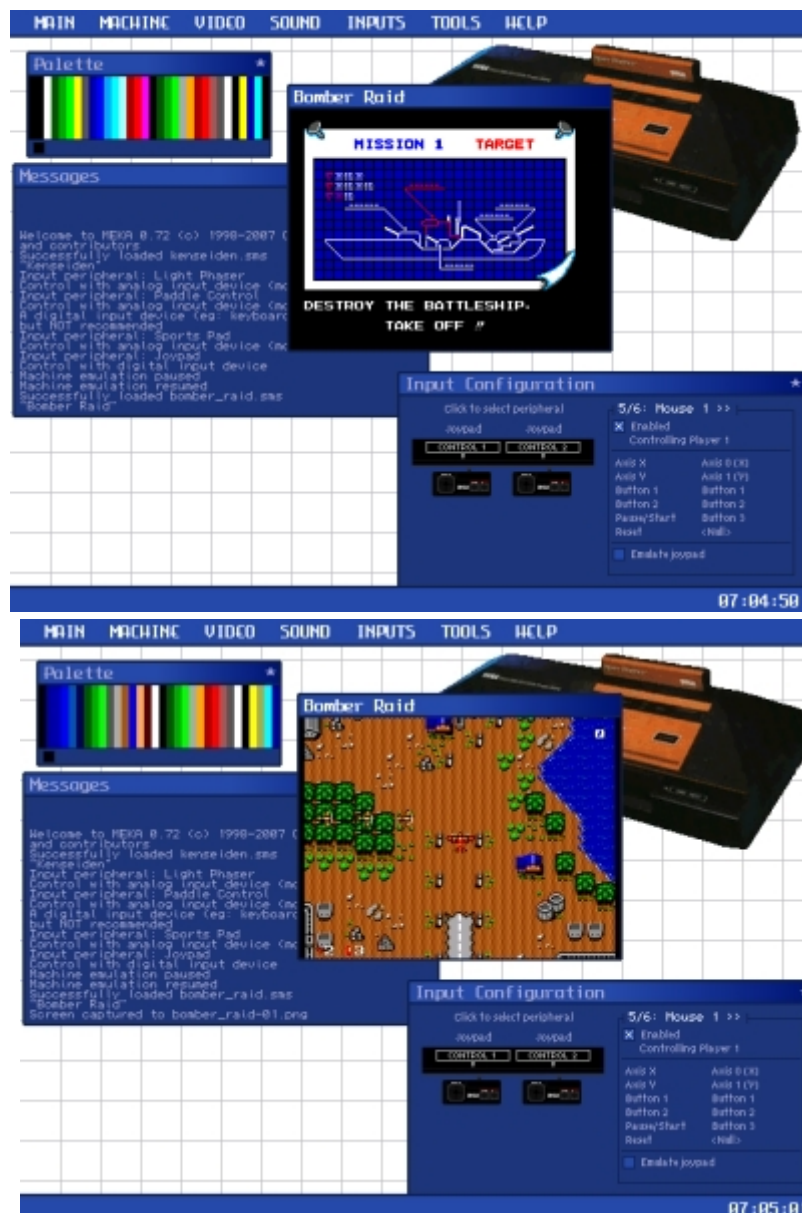 MAIN MACHINE VIDEO SOUND INPUTS TOOLS HELP
Palette
Bomber Raid
MISSION 1 TARGET
DESTROY THE BATTLESHIP.
TAKE OFF !!
Messages
Welcome to MEKA 0.72 (c) 1998-2007
and contributors
Successfully loaded kenseiden.sms
"Kenseiden"
Input peripheral: Light Phaser
Control with analog input device
Input peripheral: Paddle Control
Control with analog input device
A digital input device (eg: keyboard
but NOT recommended
Input peripheral: Sports Pad
Control with analog input device
Input peripheral: Joypad
Control with digital input device
Machine emulation paused
Machine emulation resumed
Successfully loaded bomber_raid.sms
"Bomber Raid"
Input Configuration
Click to select peripheral
Joypad Joypad
CONTROL 1 CONTROL 2
5/6: Mouse 1 >>
Enabled
Controlling Player 1
Axis X Axis 0 (X)
Axis Y Axis 1 (Y)
Button 1 Button 1
Button 2 Button 2
Pause/Start Button 3
Reset <Null>
Emulate joypad
07:04:50
MAIN MACHINE VIDEO SOUND INPUTS TOOLS HELP
Palette
Bomber Raid
0
2 3
Messages
Welcome to MEKA 0.72 (c) 1998-2007
and contributors
Successfully loaded kenseiden.sms
"Kenseiden"
Input peripheral: Light Phaser
Control with analog input device
Input peripheral: Paddle Control
Control with analog input device
A digital input device (eg: keyboard
but NOT recommended
Input peripheral: Sports Pad
Control with analog input device
Input peripheral: Joypad
Control with digital input device
Machine emulation paused
Machine emulation resumed
Successfully loaded bomber_raid.sms
"Bomber Raid"
Screen captured to bomber_raid-01.png
Input Configuration
Click to select peripheral
Joypad Joypad
CONTROL 1 CONTROL 2
5/6: Mouse 1 >>
Enabled
Controlling Player 1
Axis X Axis 0 (X)
Axis Y Axis 1 (Y)
Button 1 Button 1
Button 2 Button 2
Pause/Start Button 3
Reset <Null>
Emulate joypad
07:05:0